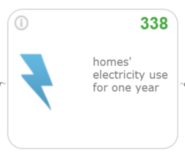 338
homes'
electricity use
for one year